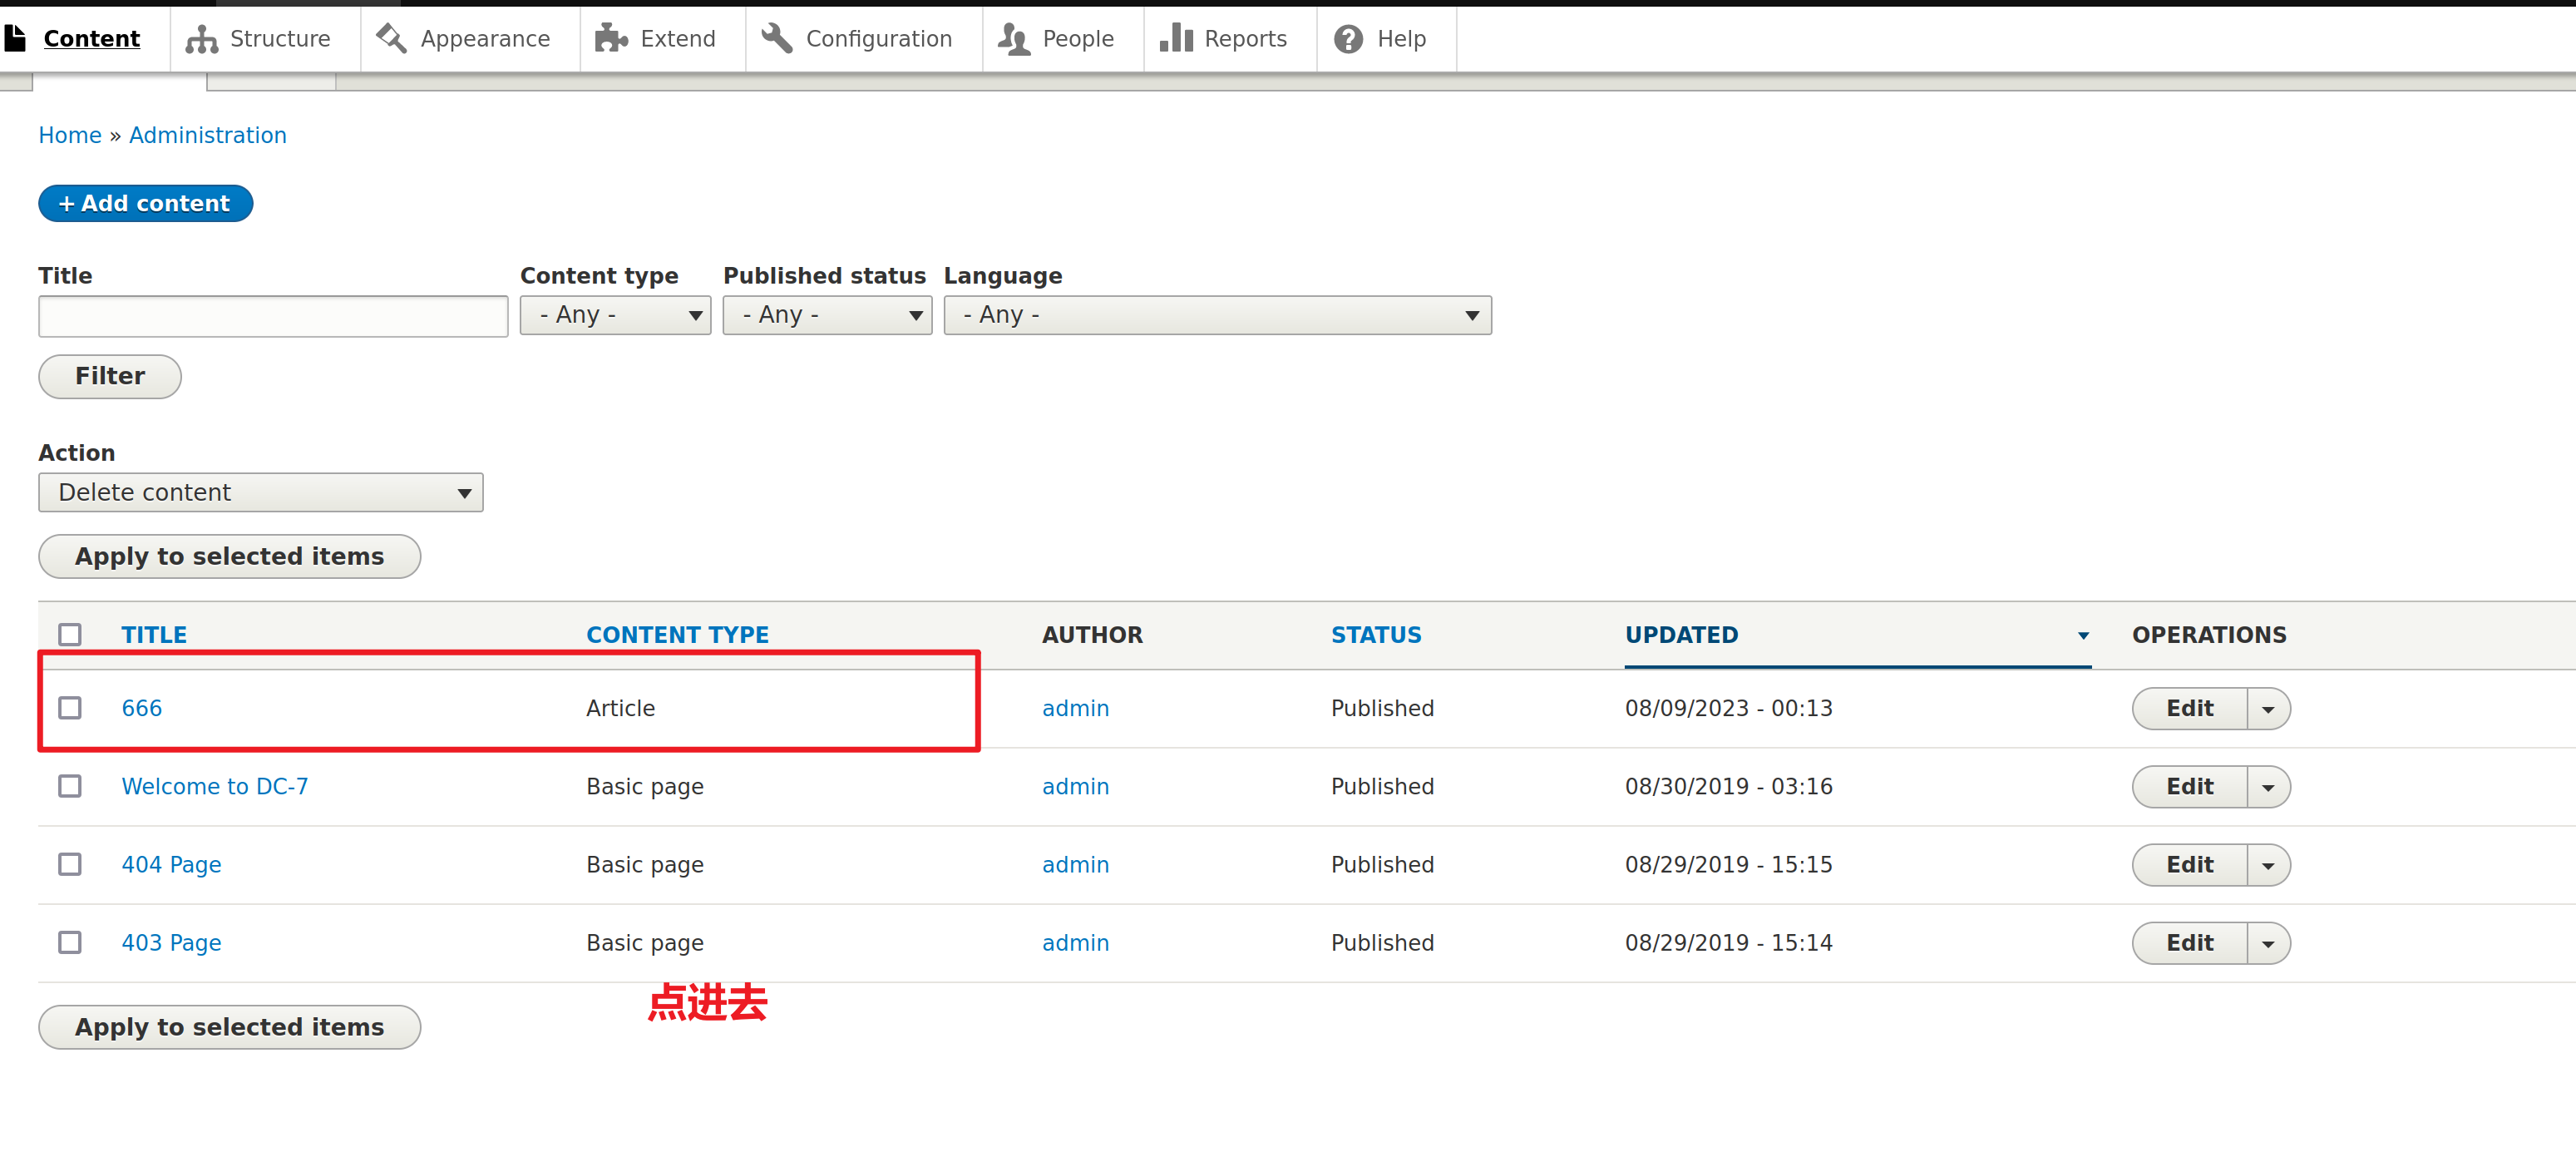 Content Structure Appearance Extend Configuration People Reports Help
Home » Administration
+ Add content
Title Content type Published status Language
- Any - - Any - - Any -
Filter
Action
Delete content
Apply to selected items
TITLE CONTENT TYPE AUTHOR STATUS UPDATED OPERATIONS
666 Article admin Published 08/09/2023 - 00:13 Edit
Welcome to DC-7 Basic page admin Published 08/30/2019 - 03:16 Edit
404 Page Basic page admin Published 08/29/2019 - 15:15 Edit
403 Page Basic page admin Published 08/29/2019 - 15:14 Edit
点进去
Apply to selected items